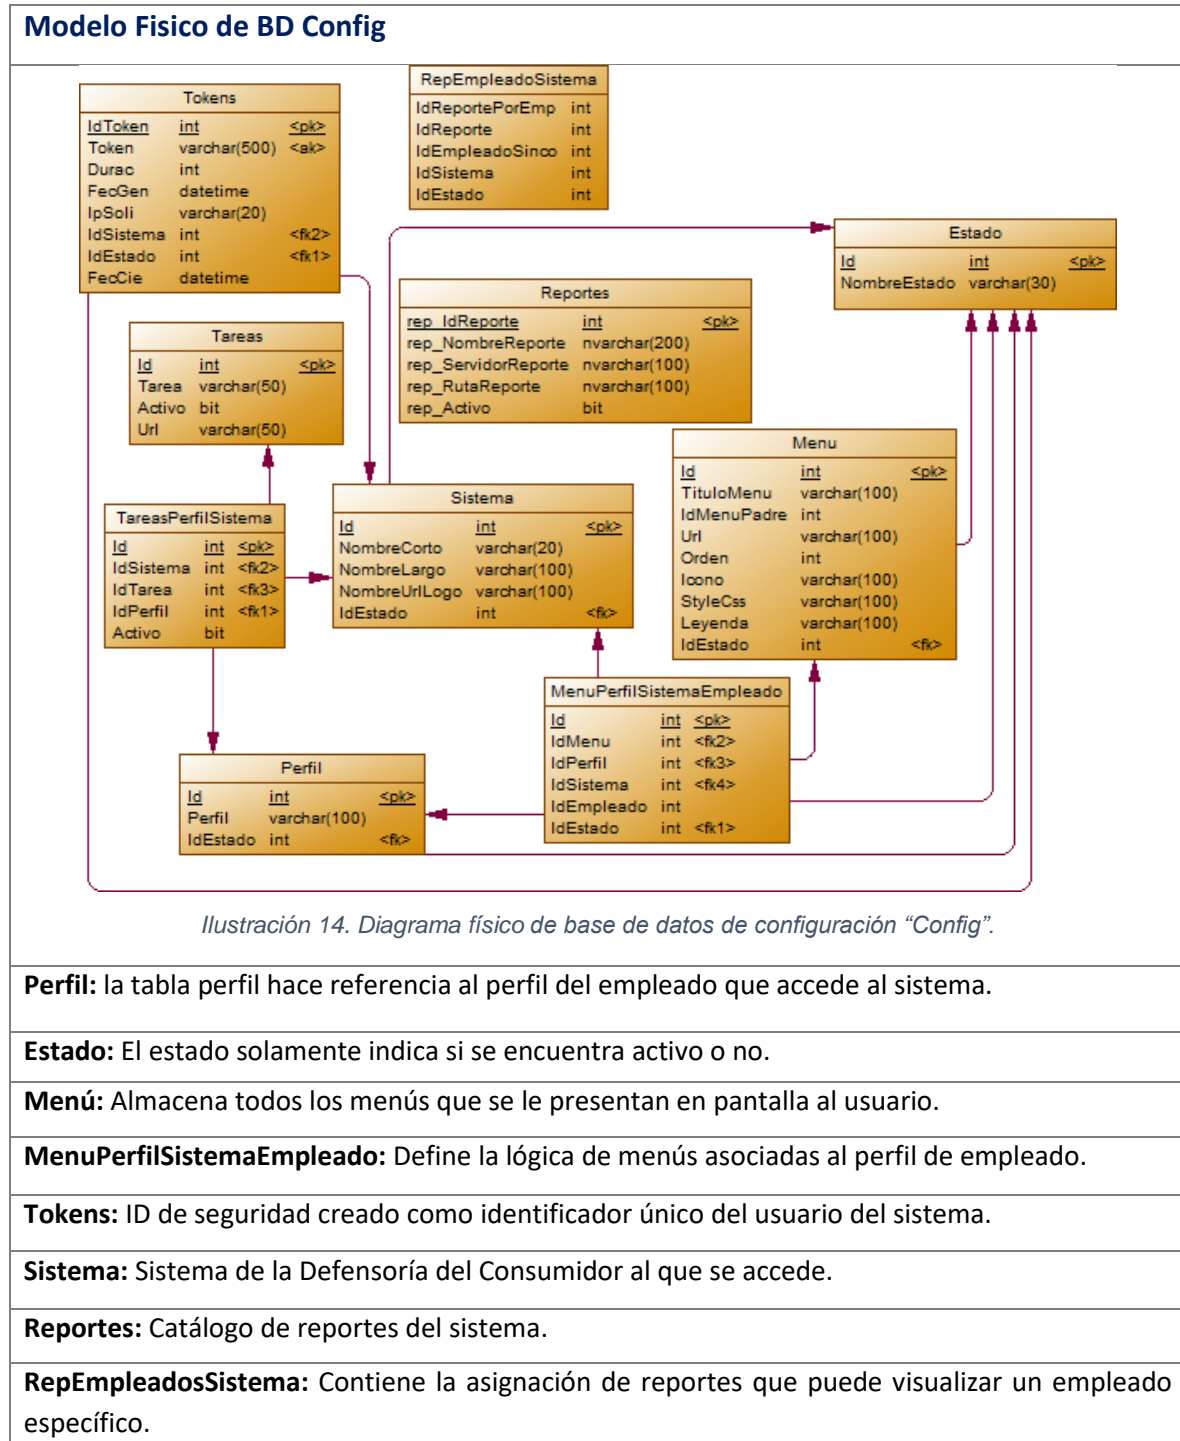 Modelo Fisico de BD Config
RepEmpleadoSistema
IdReportePorEmp int
IdReporte int
IdEmpleadoSinco int
IdSistema int
IdEstado int
Tokens
IdToken int <pk>
Token varchar(500) <ak>
Durac int
FecGen datetime
IpSoli varchar(20)
IdSistema int <fk2>
IdEstado int <fk1>
FecCie datetime
Estado
Id int <pk>
NombreEstado varchar(30)
Reportes
rep_IdReporte int <pk>
rep_NombreReporte nvarchar(200)
rep_ServidorReporte nvarchar(100)
rep_RutaReporte nvarchar(100)
rep_Activo bit
Tareas
Id int <pk>
Tarea varchar(50)
Activo bit
Url varchar(50)
Menu
Id int <pk>
TituloMenu varchar(100)
IdMenuPadre int
Url varchar(100)
Orden int
Icono varchar(100)
StyleCss varchar(100)
Leyenda varchar(100)
IdEstado int <fk>
Sistema
Id int <pk>
NombreCorto varchar(20)
NombreLargo varchar(100)
NombreUrlLogo varchar(100)
IdEstado int <fk>
TareasPerfilSistema
Id int <pk>
IdSistema int <fk2>
IdTarea int <fk3>
IdPerfil int <fk1>
Activo bit
MenuPerfilSistemaEmpleado
Id int <pk>
IdMenu int <fk2>
IdPerfil int <fk3>
IdSistema int <fk4>
IdEmpleado int
IdEstado int <fk1>
Perfil
Id int <pk>
Perfil varchar(100)
IdEstado int <fk>
Ilustración 14. Diagrama físico de base de datos de configuración “Config”.
Perfil: la tabla perfil hace referencia al perfil del empleado que accede al sistema.
Estado: El estado solamente indica si se encuentra activo o no.
Menú: Almacena todos los menús que se le presentan en pantalla al usuario.
MenuPerfilSistemaEmpleado: Define la lógica de menús asociadas al perfil de empleado.
Tokens: ID de seguridad creado como identificador único del usuario del sistema.
Sistema: Sistema de la Defensoría del Consumidor al que se accede.
Reportes: Catálogo de reportes del sistema.
RepEmpleadosSistema: Contiene la asignación de reportes que puede visualizar un empleado
específico.